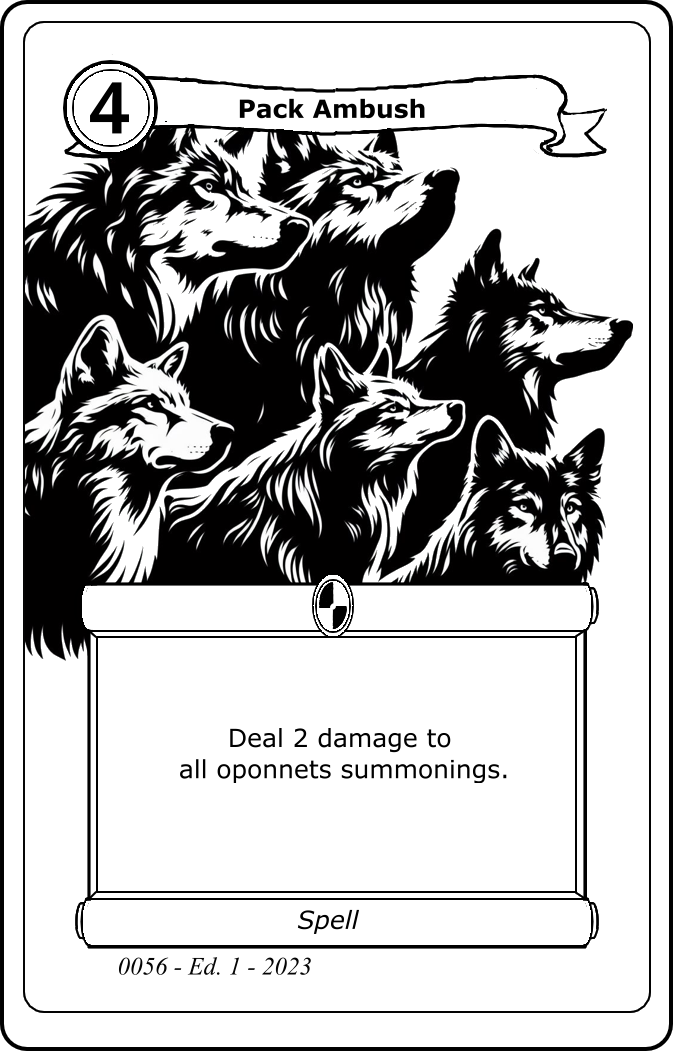 4
Pack Ambush
Deal 2 damage to
all oponnets summonings.
Spell
0056 - Ed. 1 - 2023